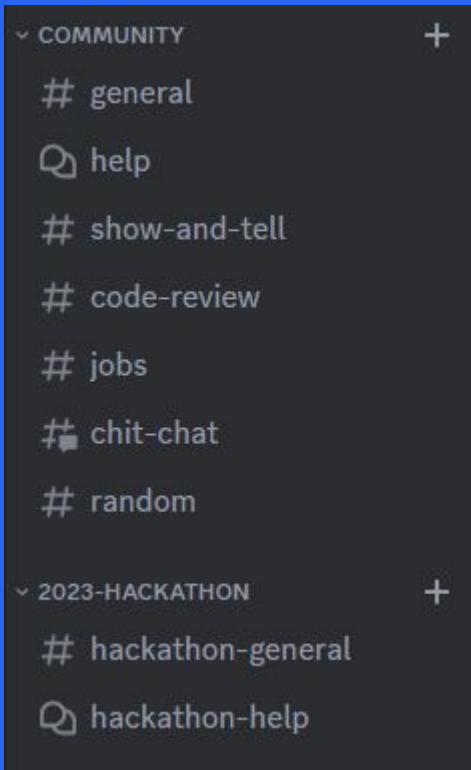 COMMUNITY
general
help
show-and-tell
code-review
jobs
chit-chat
random
2023-HACKATHON
hackathon-general
hackathon-help